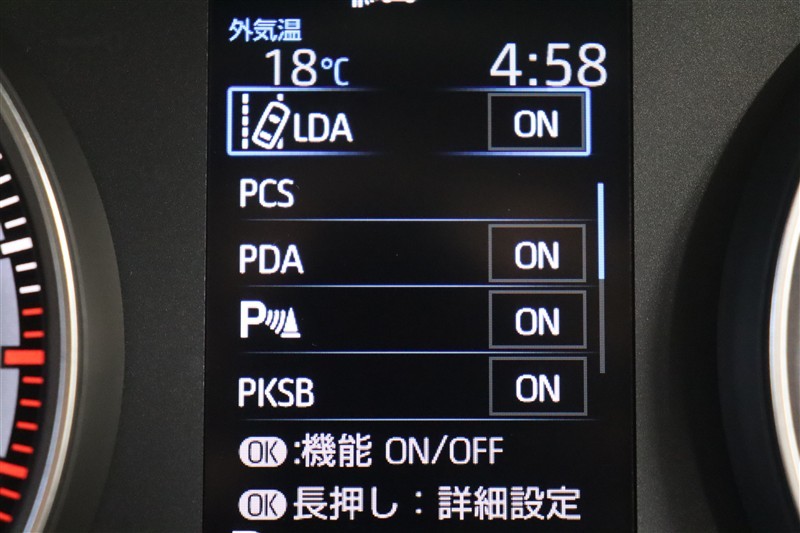 外気温
18℃ 4:58
LDA ON
PCS
PDA ON
P ON
PKSB ON
OK:機能 ON/OFF
OK長押し：詳細設定